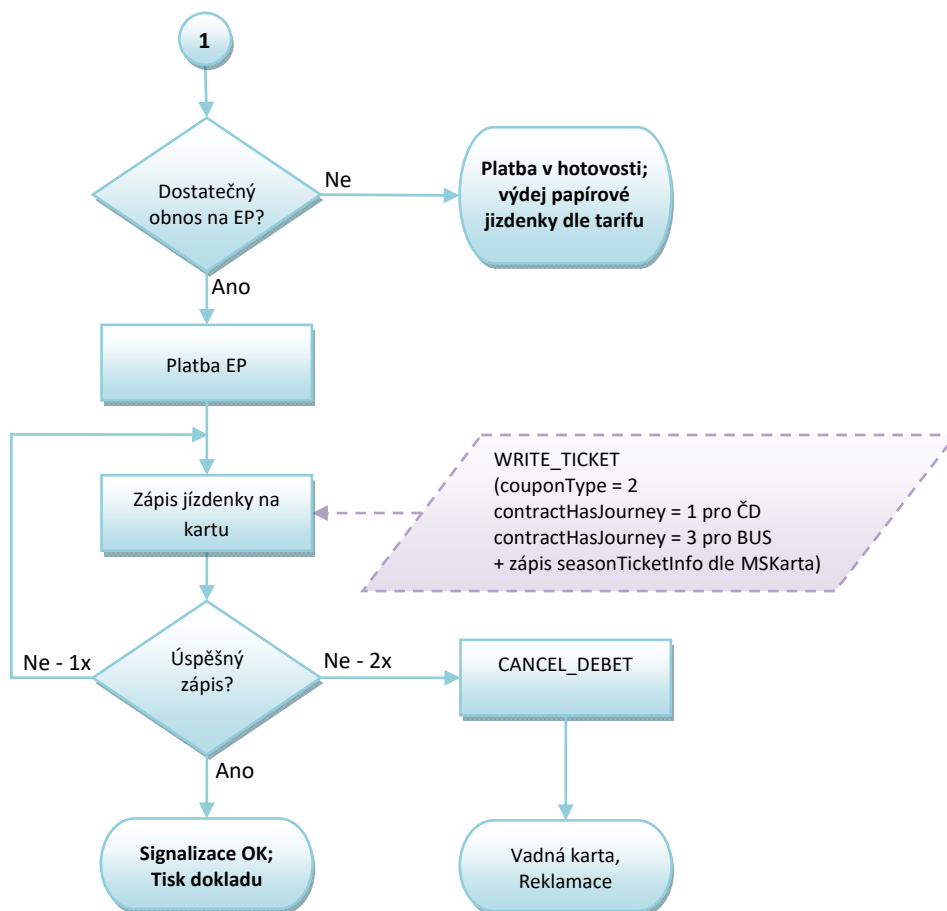 1
Dostatečný
obnos na EP?
Ne
Platba v hotovosti;
výdej papírové
jizdenky dle tarifu
Ano
Platba EP
WRITE_TICKET
(couponType = 2
contractHasJourney = 1 pro ČD
contractHasJourney = 3 pro BUS
+ zápis seasonTicketInfo dle MSKarta)
Zápis jízdenky na
kartu
Ne - 1x
Úspěšný
zápis?
Ne - 2x
CANCEL_DEBET
Ano
Signalizace OK;
Tisk dokladu
Vadná karta,
Reklamace